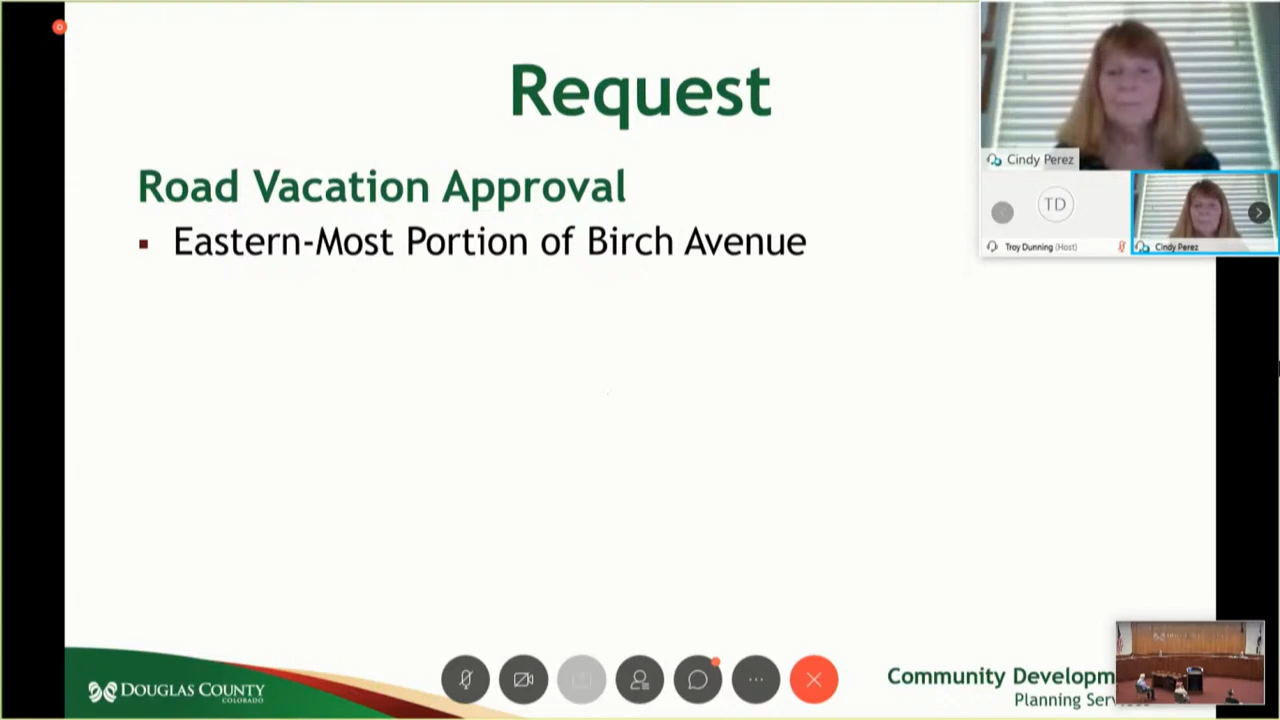 Request
Road Vacation Approval
Eastern-Most Portion of Birch Avenue
Cindy Perez
TD
Troy Dunning (Host)
Cindy Perez
DOUGLAS COUNTY
COLORADO
Community Developm
Planning Serv